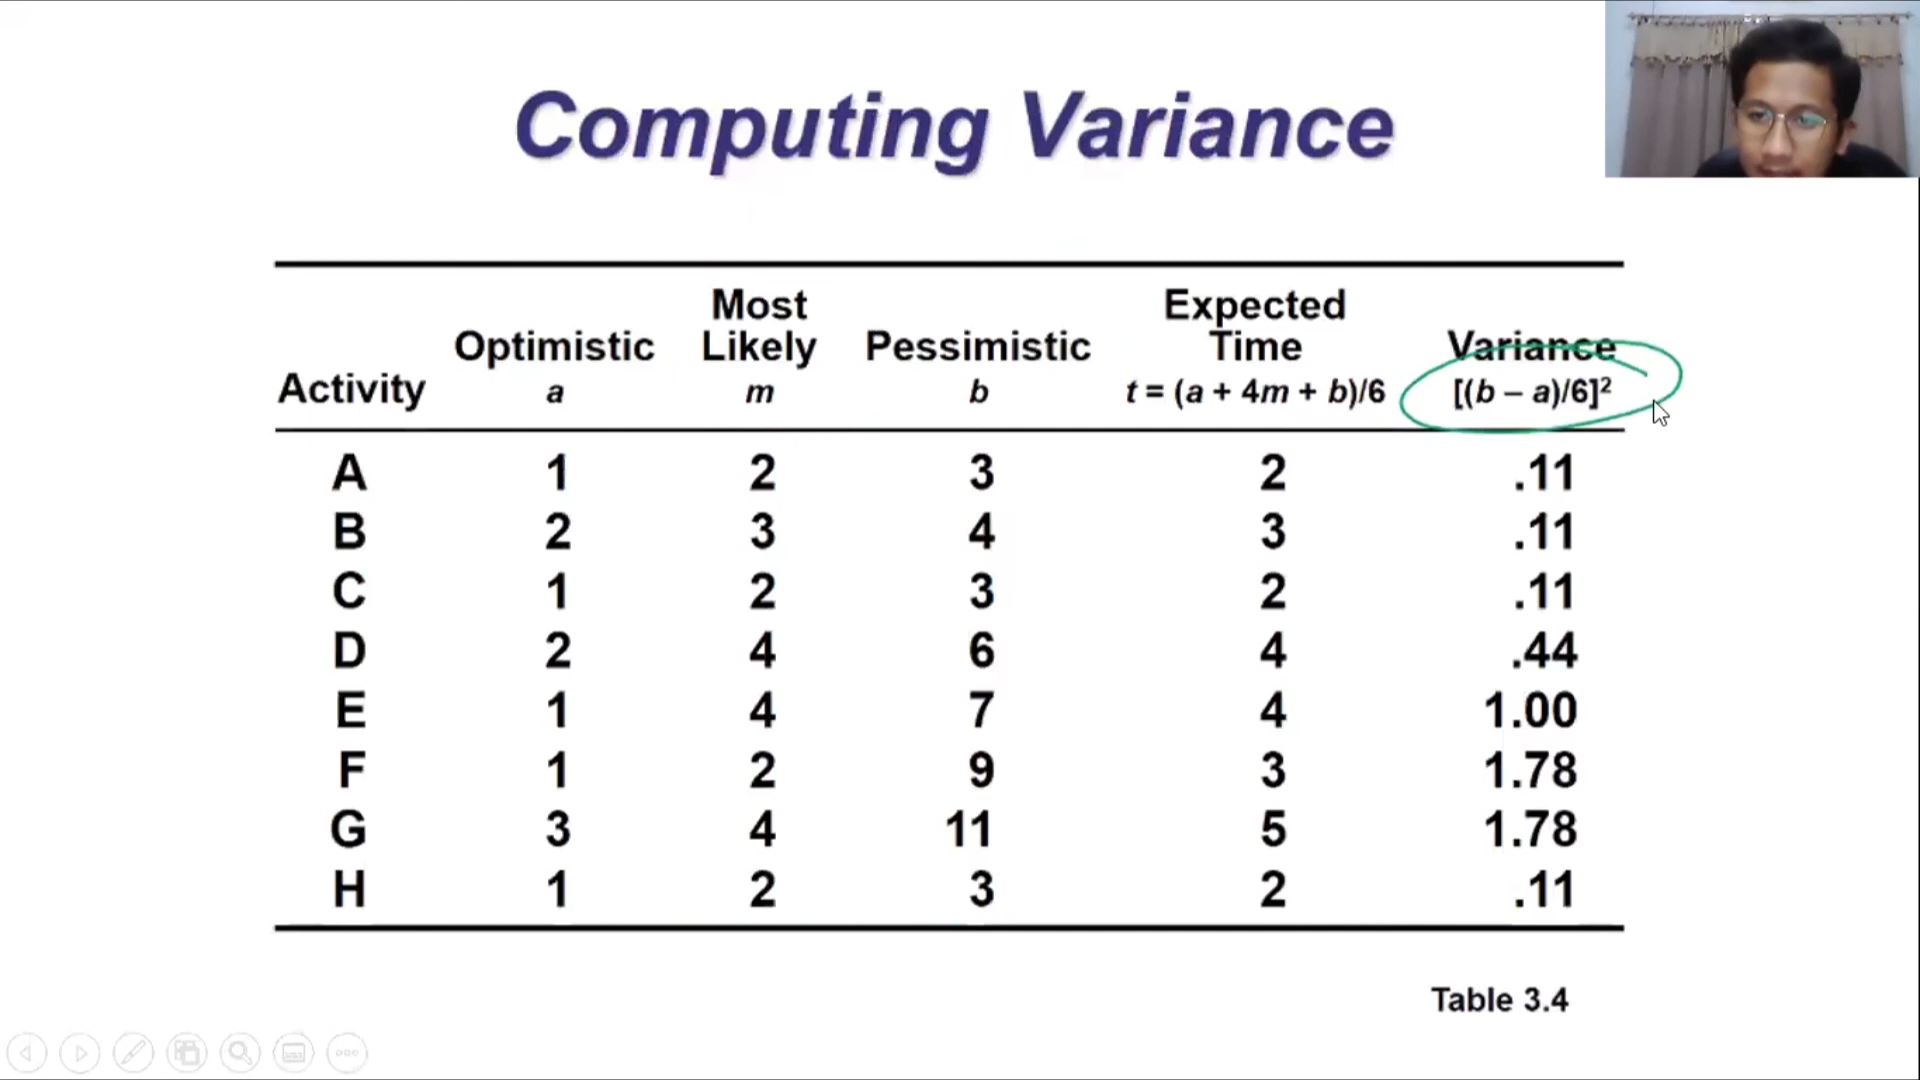 Computing Variance
Activity Optimistic a Most Likely m Pessimistic b Expected Time t = (a + 4m + b)/6 Variance [(b – a)/6]²
A 1 2 3 2 .11
B 2 3 4 3 .11
C 1 2 3 2 .11
D 2 4 6 4 .44
E 1 4 7 4 1.00
F 1 2 9 3 1.78
G 3 4 11 5 1.78
H 1 2 3 2 .11
Table 3.4